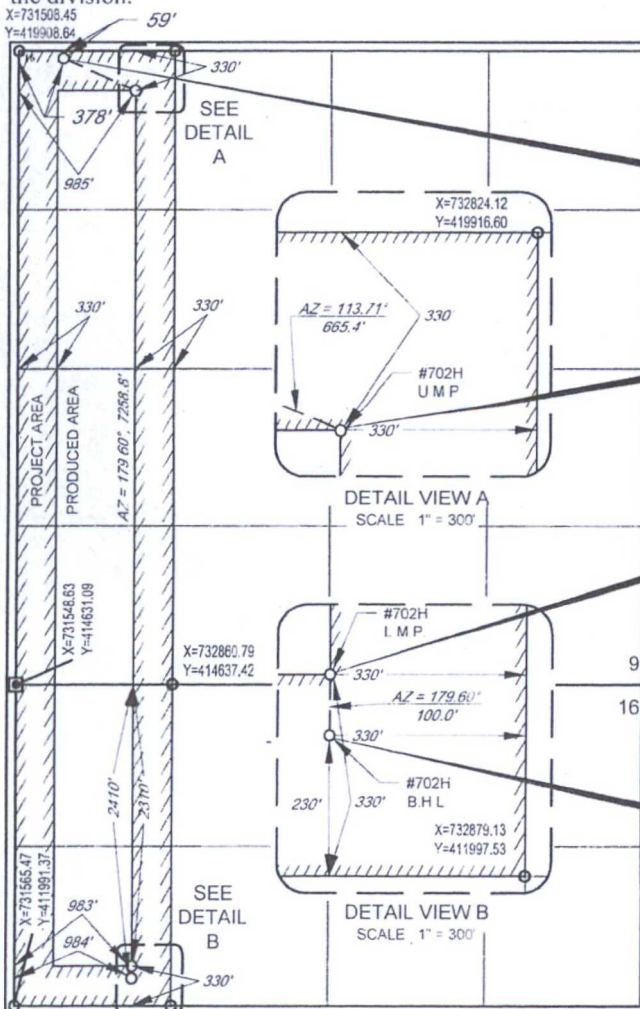 the division.
X=731508.45
Y=419908.64
59'
330'
378'
985'
SEE
DETAIL
A
X=732824.12
Y=419916.60
AZ = 113.71°
665.4'
330'
#702H
U M P
330'
DETAIL VIEW A
SCALE 1" = 300'
330'
330'
PROJECT AREA
PRODUCED AREA
AZ = 179.60°, 7258.8'
X=731548.63
Y=414631.09
X=732860.79
Y=414637.42
#702H
L M P.
330'
AZ = 179.60°
100.0'
330'
#702H
B.H L
230'
330'
X=732879.13
Y=411997.53
DETAIL VIEW B
SCALE 1" = 300'
9
16
2410'
2310'
X=731565.47
Y=411991.37
983'
984'
SEE
DETAIL
B
330'